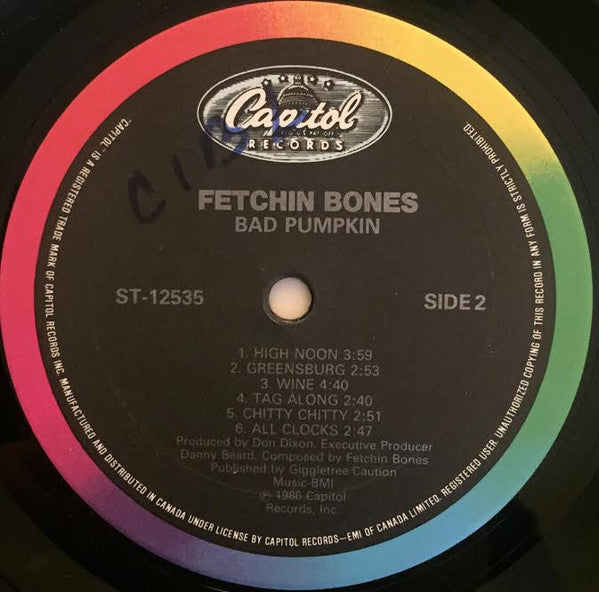 Capitol
RECORDS
FETCHIN BONES
BAD PUMPKIN
ST-12535
SIDE 2
1. HIGH NOON 3:59
2. GREENSBURG 2:53
3. WINE 4:40
4. TAG ALONG 2:40
5. CHITTY CHITTY 2:51
6. ALL CLOCKS 2:47
Produced by Don Dixon. Executive Producer
Danny Beard. Composed by Fetchin Bones
Published by Giggletree Caution
Music-BMI
℗ 1986 Capitol
Records, Inc.
"CAPITOL" IS A REGISTERED TRADE MARK OF CAPITOL RECORDS INC. MANUFACTURED AND DISTRIBUTED IN CANADA UNDER LICENSE BY CAPITOL RECORDS—EMI OF CANADA LIMITED, REGISTERED USER. UNAUTHORIZED COPYING OF THIS RECORD IN ANY FORM IS STRICTLY PROHIBITED.